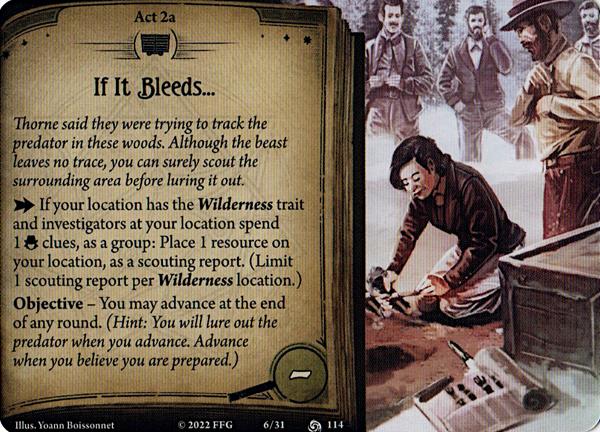 Act 2a
If It Bleeds...
Thorne said they were trying to track the
predator in these woods. Although the beast
leaves no trace, you can surely scout the
surrounding area before luring it out.
If your location has the Wilderness trait
and investigators at your location spend
1 clues, as a group: Place 1 resource on
your location, as a scouting report. (Limit
1 scouting report per Wilderness location.)
Objective – You may advance at the end
of any round. (Hint: You will lure out the
predator when you advance. Advance
when you believe you are prepared.)
–
Illus. Yoann Boissonnet © 2022 FFG 6/31 114